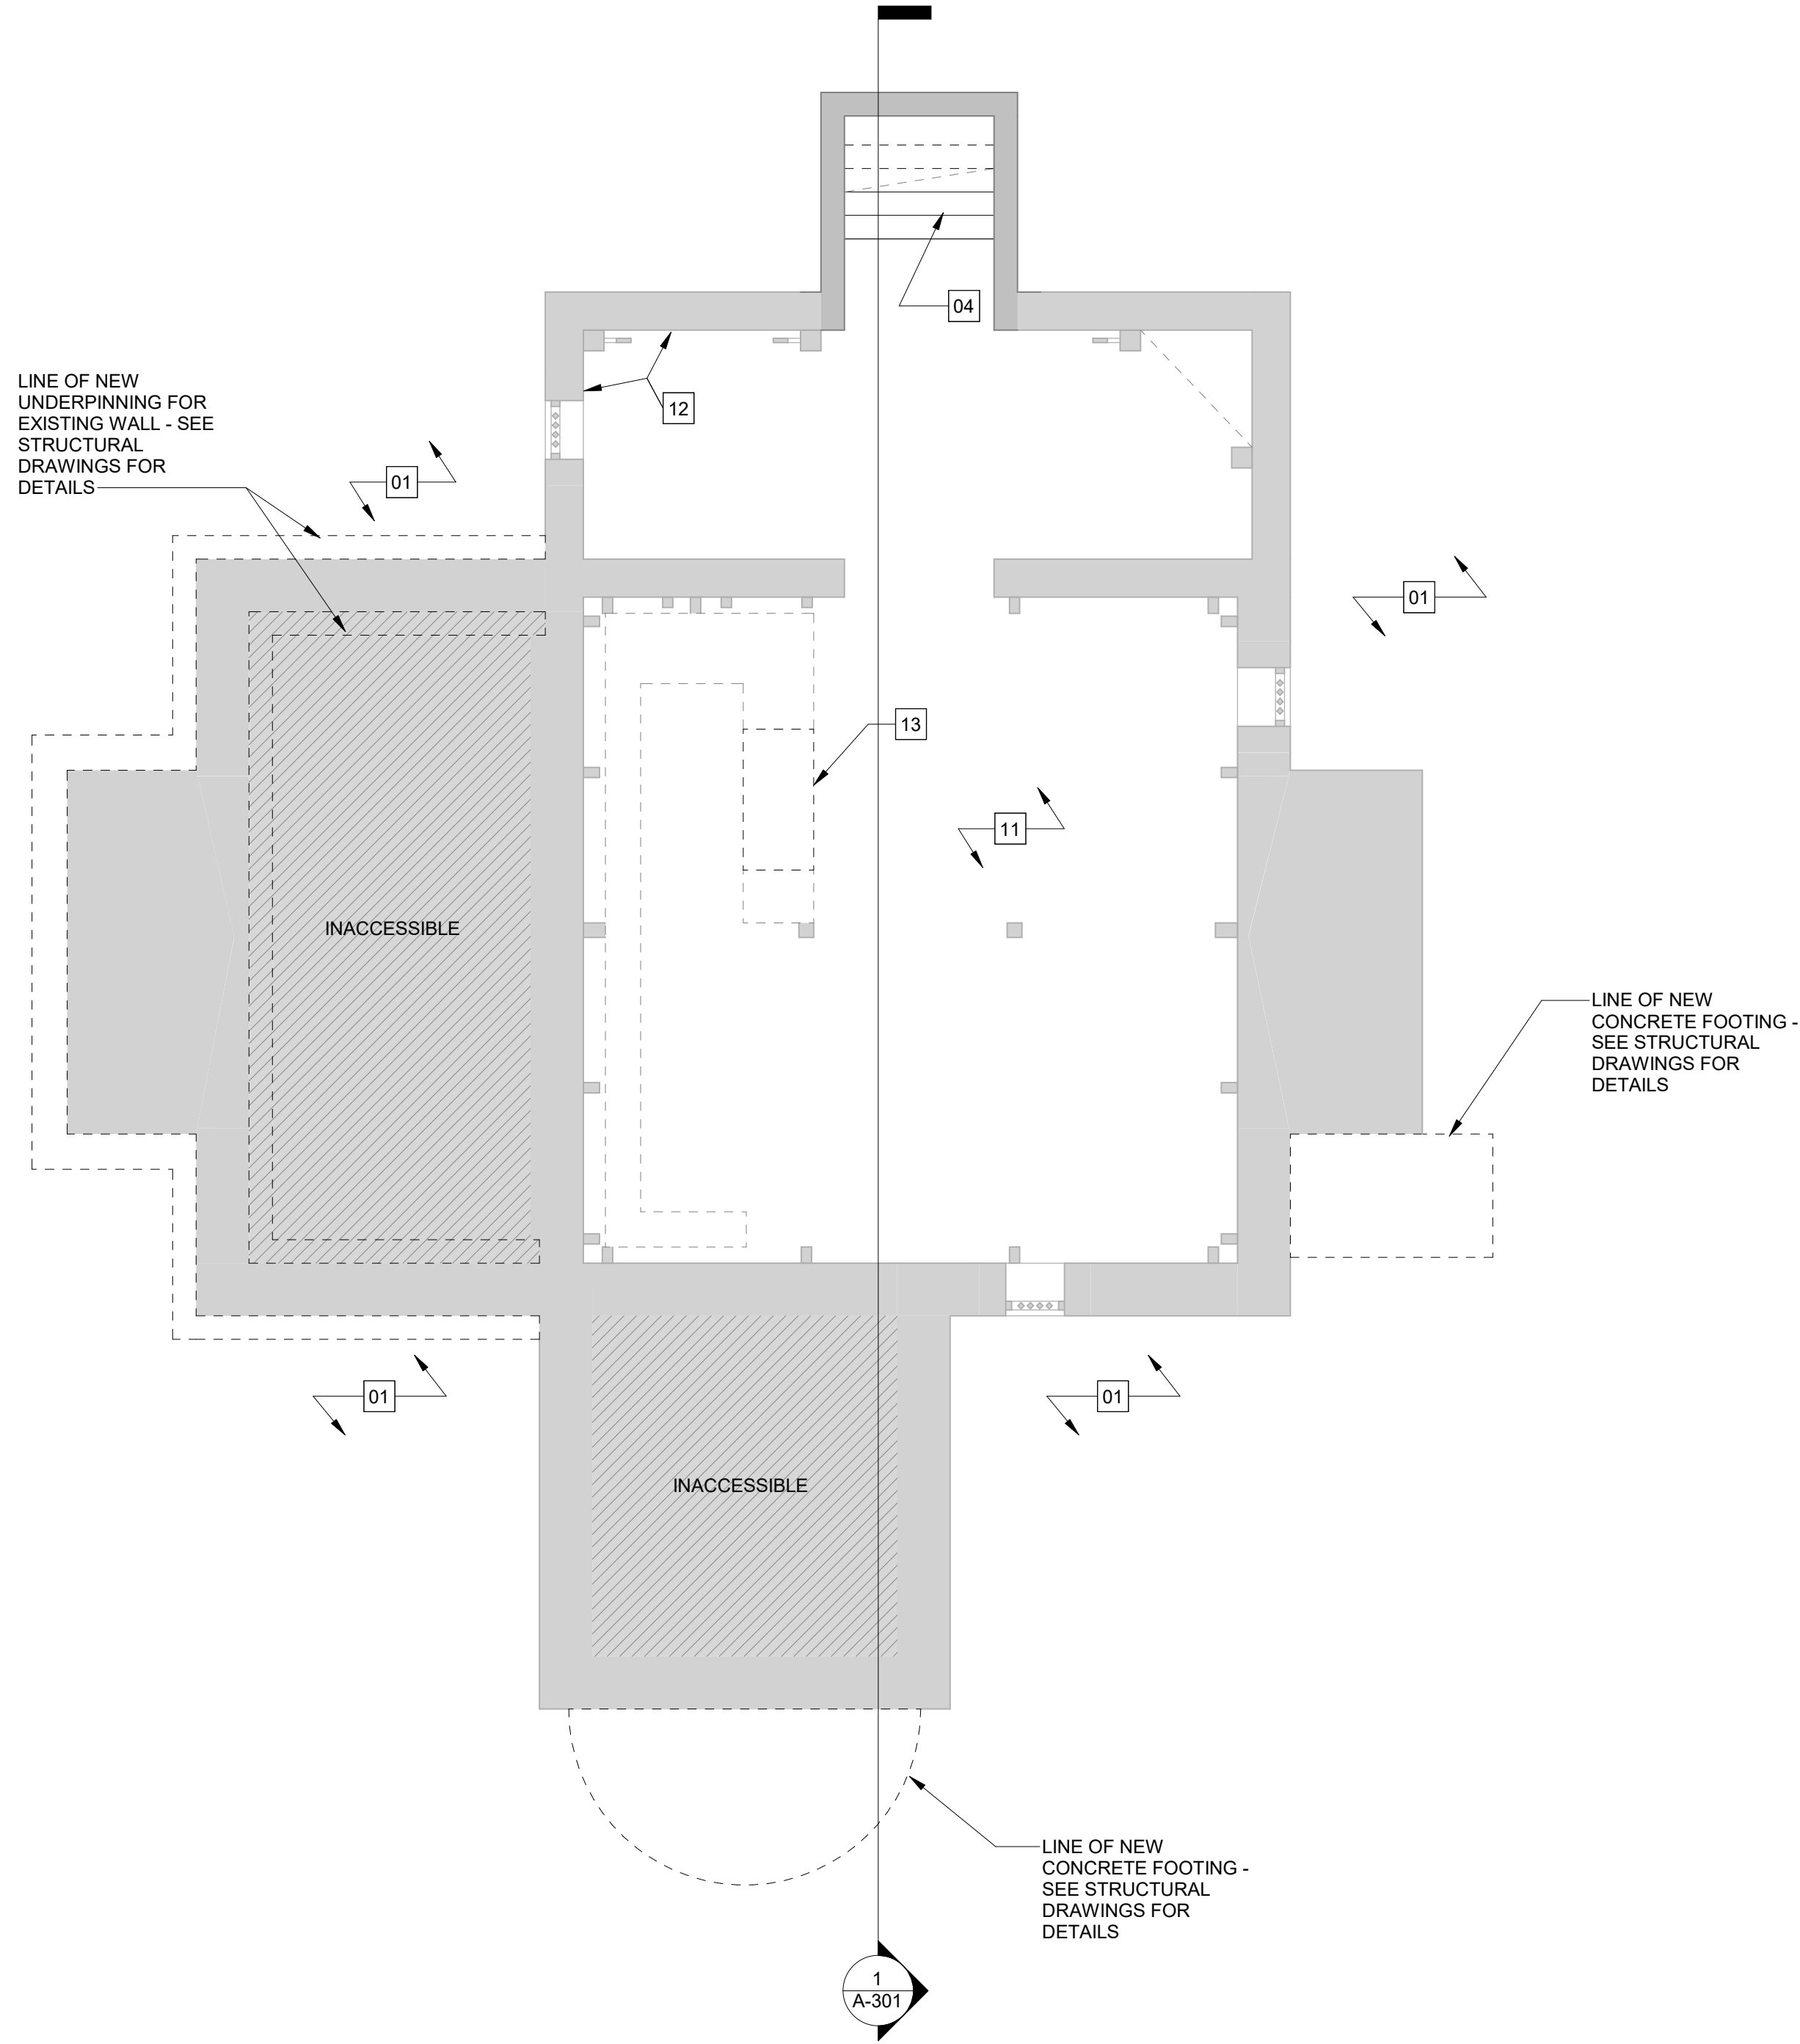 04
LINE OF NEW
UNDERPINNING FOR
EXISTING WALL - SEE
STRUCTURAL
DRAWINGS FOR
DETAILS
12
01
01
13
11
INACCESSIBLE
LINE OF NEW
CONCRETE FOOTING -
SEE STRUCTURAL
DRAWINGS FOR
DETAILS
01
01
INACCESSIBLE
LINE OF NEW
CONCRETE FOOTING -
SEE STRUCTURAL
DRAWINGS FOR
DETAILS
1
A-301